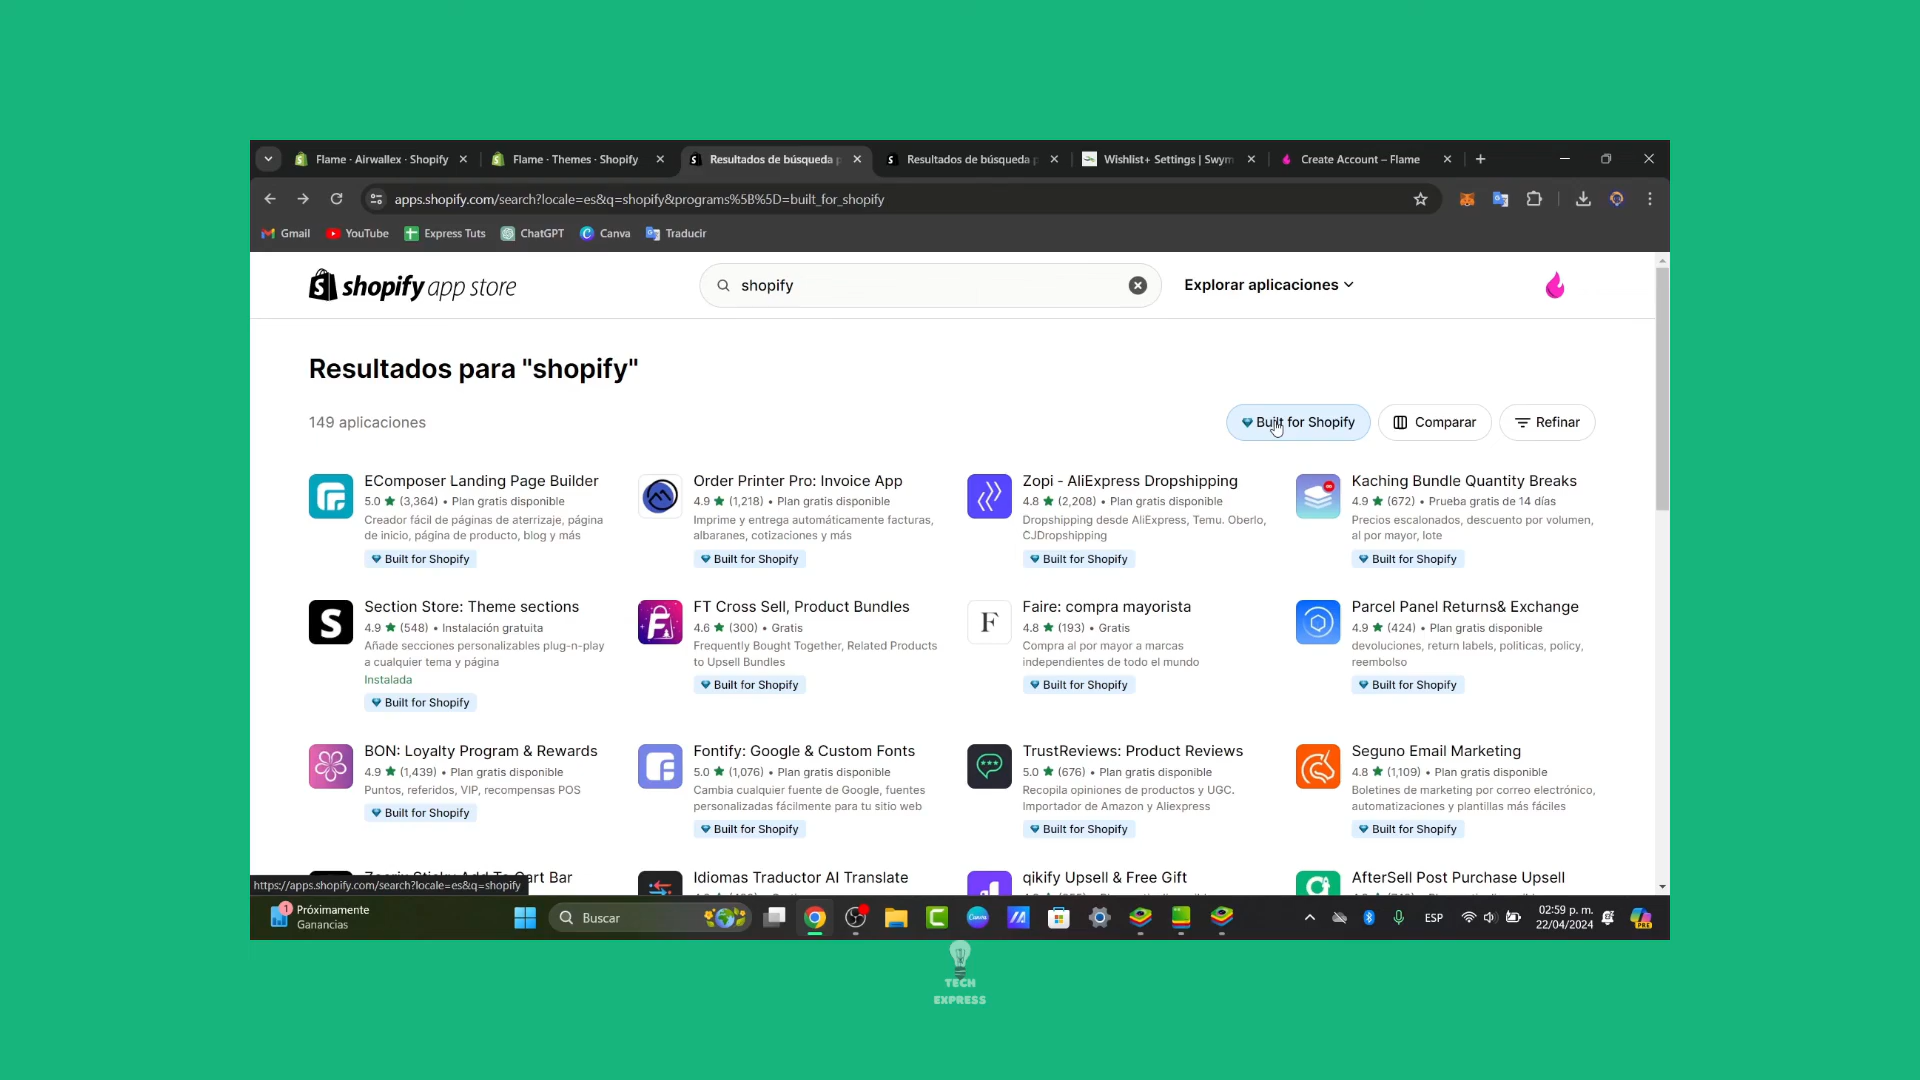 Flame · Airwallex · Shopify
Flame · Themes · Shopify
Resultados de búsqueda p
Resultados de búsqueda p
Wishlist+ Settings | Swym
Create Account – Flame
apps.shopify.com/search?locale=es&q=shopify&programs%5B%5D=built_for_shopify
Gmail
YouTube
Express Tuts
ChatGPT
Canva
Traducir
shopify app store
shopify
Explorar aplicaciones
Resultados para "shopify"
149 aplicaciones
Built for Shopify
Comparar
Refinar
EComposer Landing Page Builder
5.0 ★ (3,364) • Plan gratis disponible
Creador fácil de páginas de aterrizaje, página
de inicio, página de producto, blog y más
Built for Shopify
Order Printer Pro: Invoice App
4.9 ★ (1,218) • Plan gratis disponible
Imprime y entrega automáticamente facturas,
albaranes, cotizaciones y más
Built for Shopify
Zopi - AliExpress Dropshipping
4.8 ★ (2,208) • Plan gratis disponible
Dropshipping desde AliExpress, Temu. Oberlo,
CJDropshipping
Built for Shopify
Kaching Bundle Quantity Breaks
4.9 ★ (672) • Prueba gratis de 14 días
Precios escalonados, descuento por volumen,
al por mayor, lote
Built for Shopify
Section Store: Theme sections
4.9 ★ (548) • Instalación gratuita
Añade secciones personalizables plug-n-play
a cualquier tema y página
Instalada
Built for Shopify
FT Cross Sell, Product Bundles
4.6 ★ (300) • Gratis
Frequently Bought Together, Related Products
to Upsell Bundles
Built for Shopify
F
Faire: compra mayorista
4.8 ★ (193) • Gratis
Compra al por mayor a marcas
independientes de todo el mundo
Built for Shopify
Parcel Panel Returns& Exchange
4.9 ★ (424) • Plan gratis disponible
devoluciones, return labels, politicas, policy,
reembolso
Built for Shopify
BON: Loyalty Program & Rewards
4.9 ★ (1,439) • Plan gratis disponible
Puntos, referidos, VIP, recompensas POS
Built for Shopify
Fontify: Google & Custom Fonts
5.0 ★ (1,076) • Plan gratis disponible
Cambia cualquier fuente de Google, fuentes
personalizadas fácilmente para tu sitio web
Built for Shopify
TrustReviews: Product Reviews
5.0 ★ (676) • Plan gratis disponible
Recopila opiniones de productos y UGC.
Importador de Amazon y Aliexpress
Built for Shopify
Seguno Email Marketing
4.8 ★ (1,109) • Plan gratis disponible
Boletines de marketing por correo electrónico,
automatizaciones y plantillas más fáciles
Built for Shopify
Cart Bar
Idiomas Traductor AI Translate
qikify Upsell & Free Gift
AfterSell Post Purchase Upsell
https://apps.shopify.com/search?locale=es&q=shopify
1
Próximamente
Ganancias
Buscar
Canva
ESP
02:59 p. m.
22/04/2024
PRE
TECH
EXPRESS